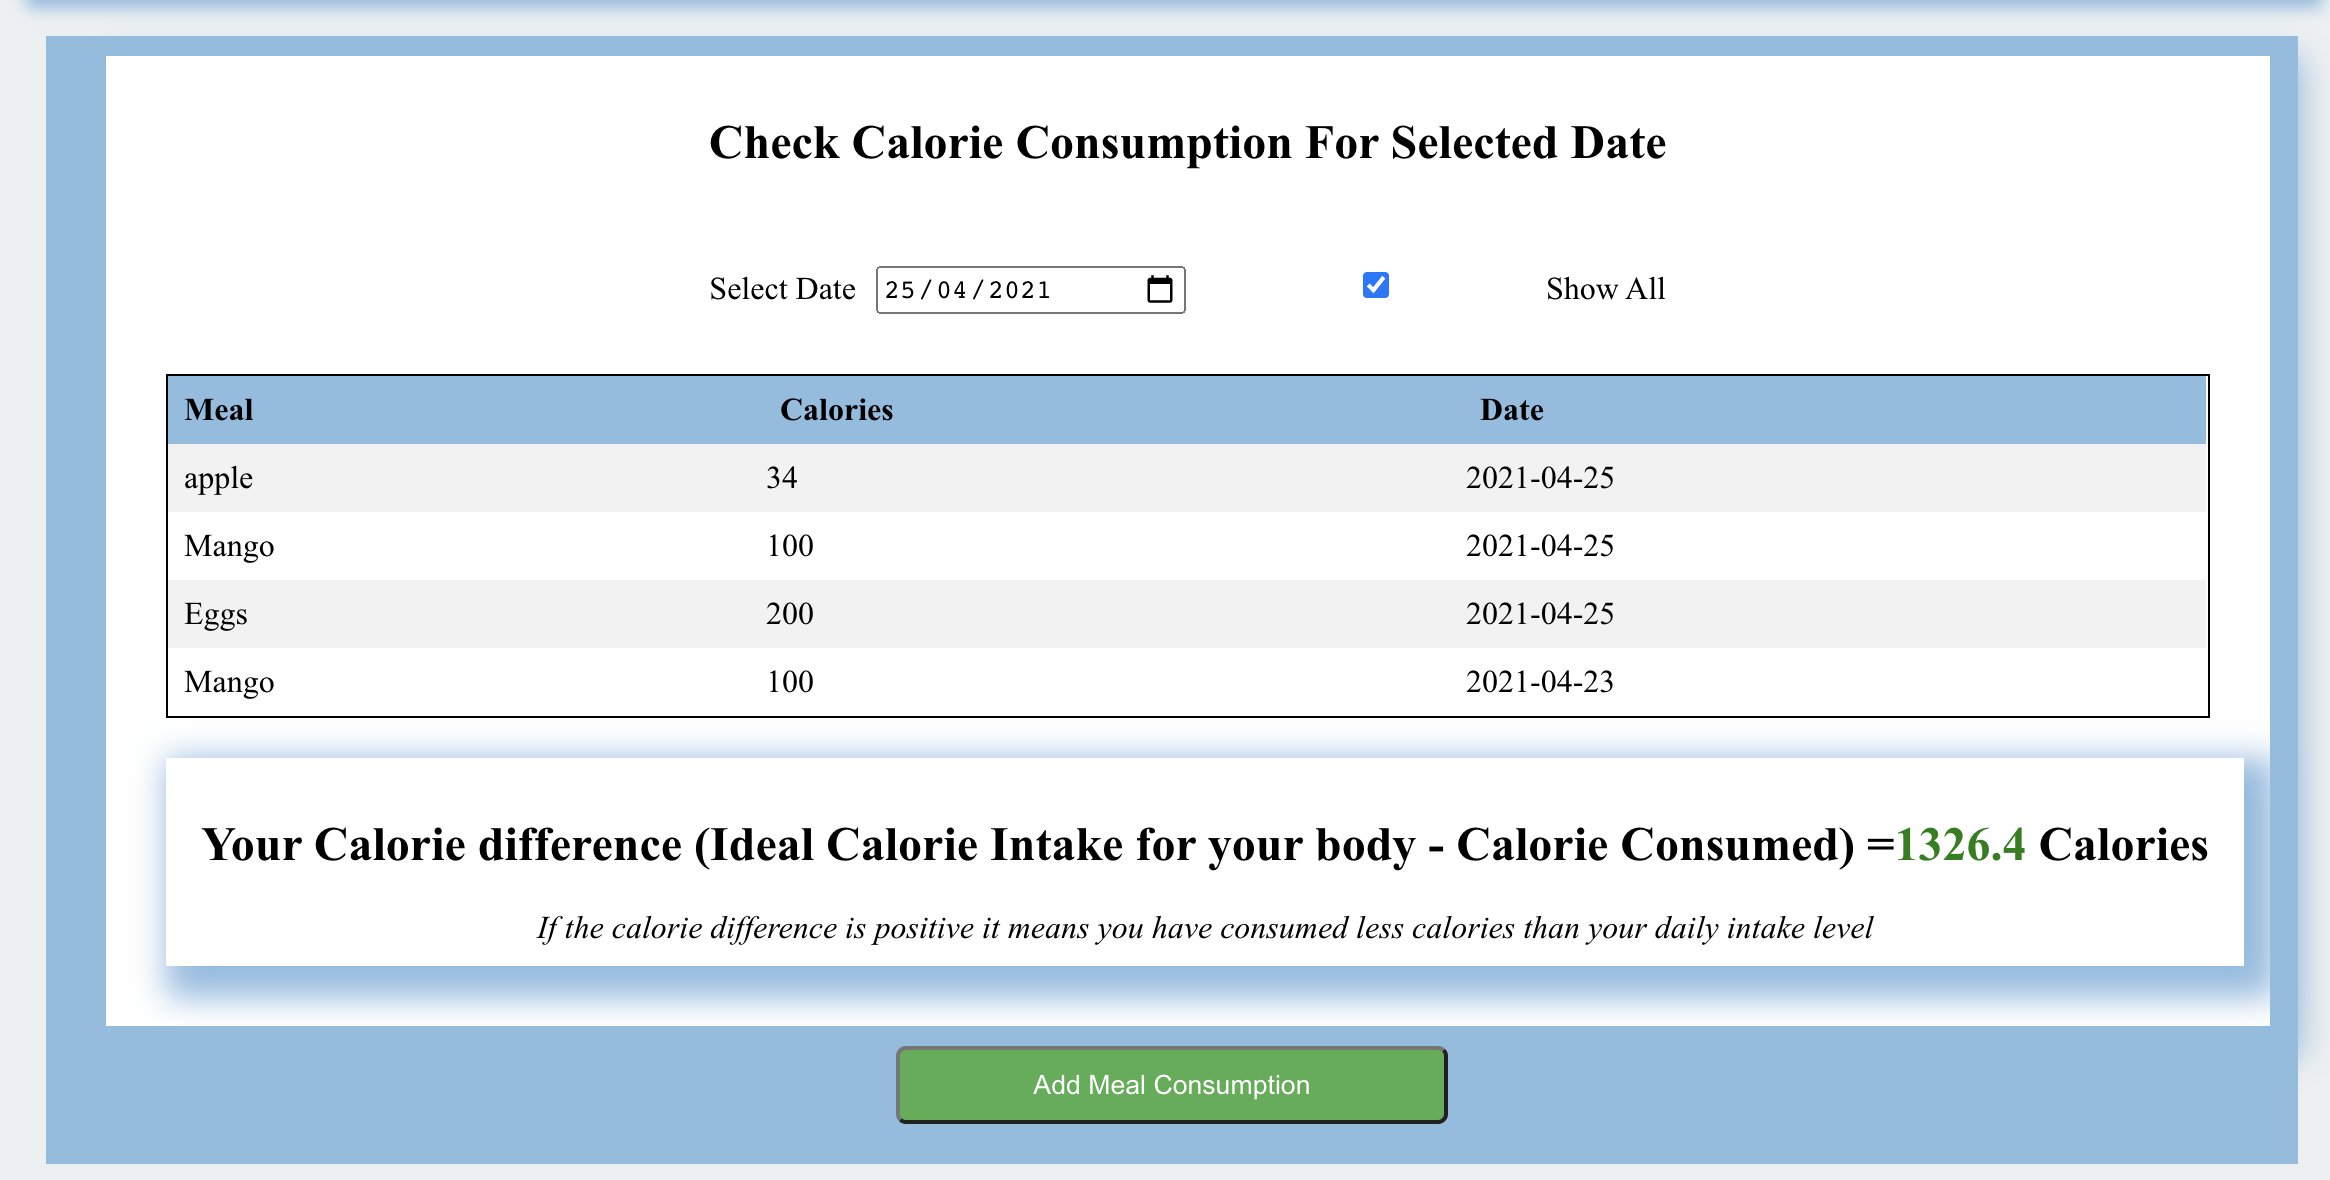 Check Calorie Consumption For Selected Date
Select Date 25/04/2021 Show All
Meal Calories Date
apple 34 2021-04-25
Mango 100 2021-04-25
Eggs 200 2021-04-25
Mango 100 2021-04-23
Your Calorie difference (Ideal Calorie Intake for your body - Calorie Consumed) =1326.4 Calories
If the calorie difference is positive it means you have consumed less calories than your daily intake level
Add Meal Consumption